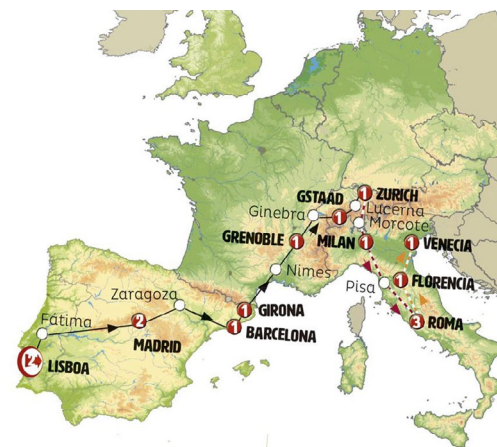 GSTAAD
1
ZURICH
Lucerna
Ginebra
1
Morcote
GRENOBLE
1
MILAN
1
1
VENECIA
Nimes
Pisa
1
FLORENCIA
Zaragoza
1
GIRONA
Fátima
2
1
BARCELONA
3
ROMA
MADRID
2
LISBOA